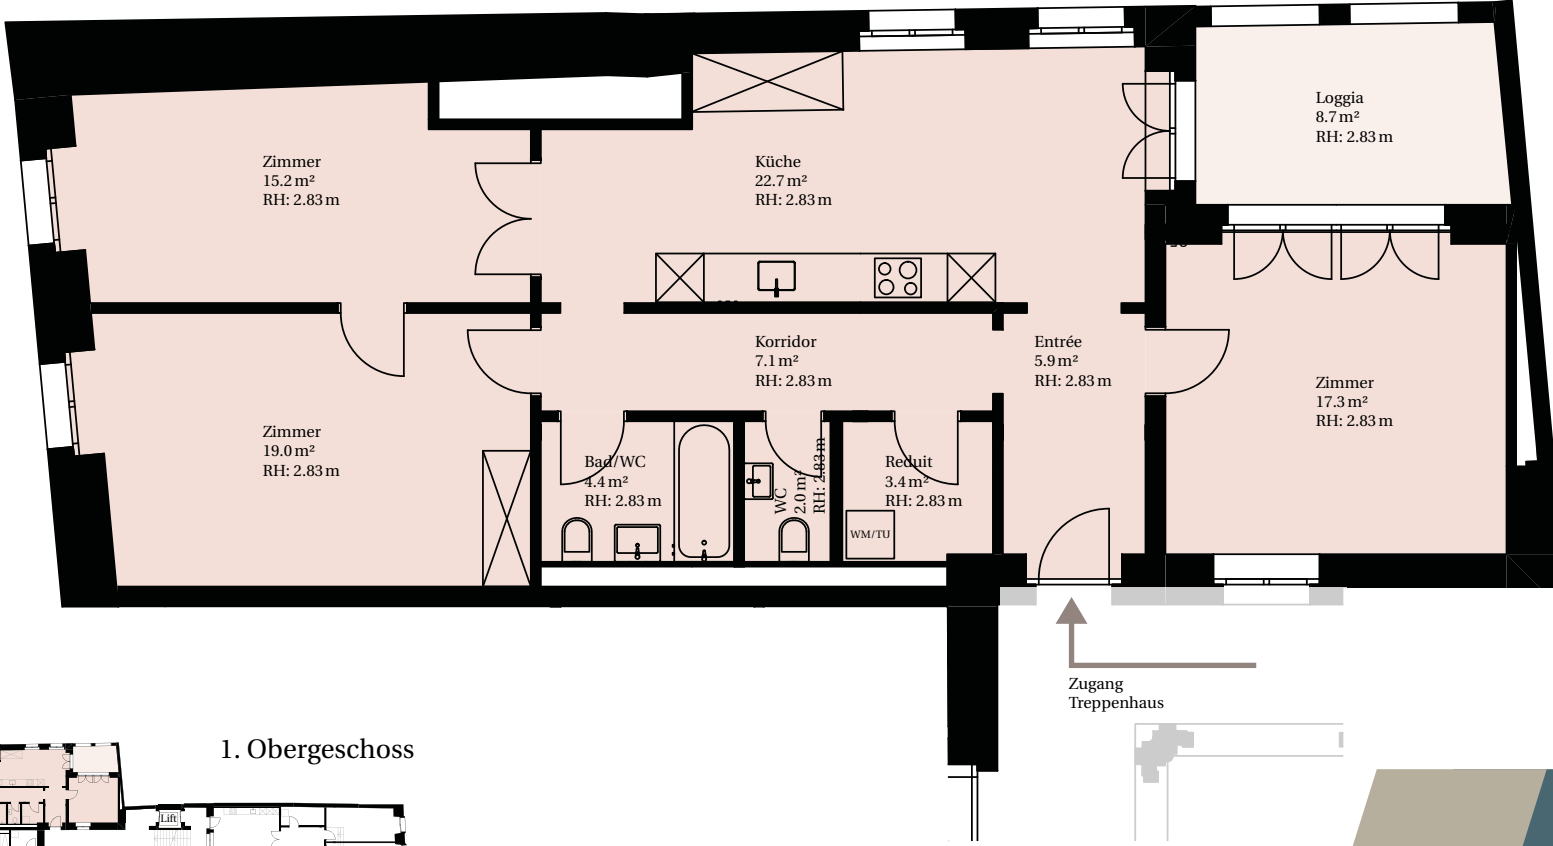 Loggia
8.7 m²
RH: 2.83 m
Zimmer
15.2 m²
RH: 2.83 m
Küche
22.7 m²
RH: 2.83 m
Korridor
7.1 m²
RH: 2.83 m
Entrée
5.9 m²
RH: 2.83 m
Zimmer
17.3 m²
RH: 2.83 m
Zimmer
19.0 m²
RH: 2.83 m
Bad/WC
4.4 m²
RH: 2.83 m
WC
2.0 m²
RH: 2.83 m
Reduit
3.4 m²
RH: 2.83 m
WM/TU
Zugang
Treppenhaus
1. Obergeschoss
Lift